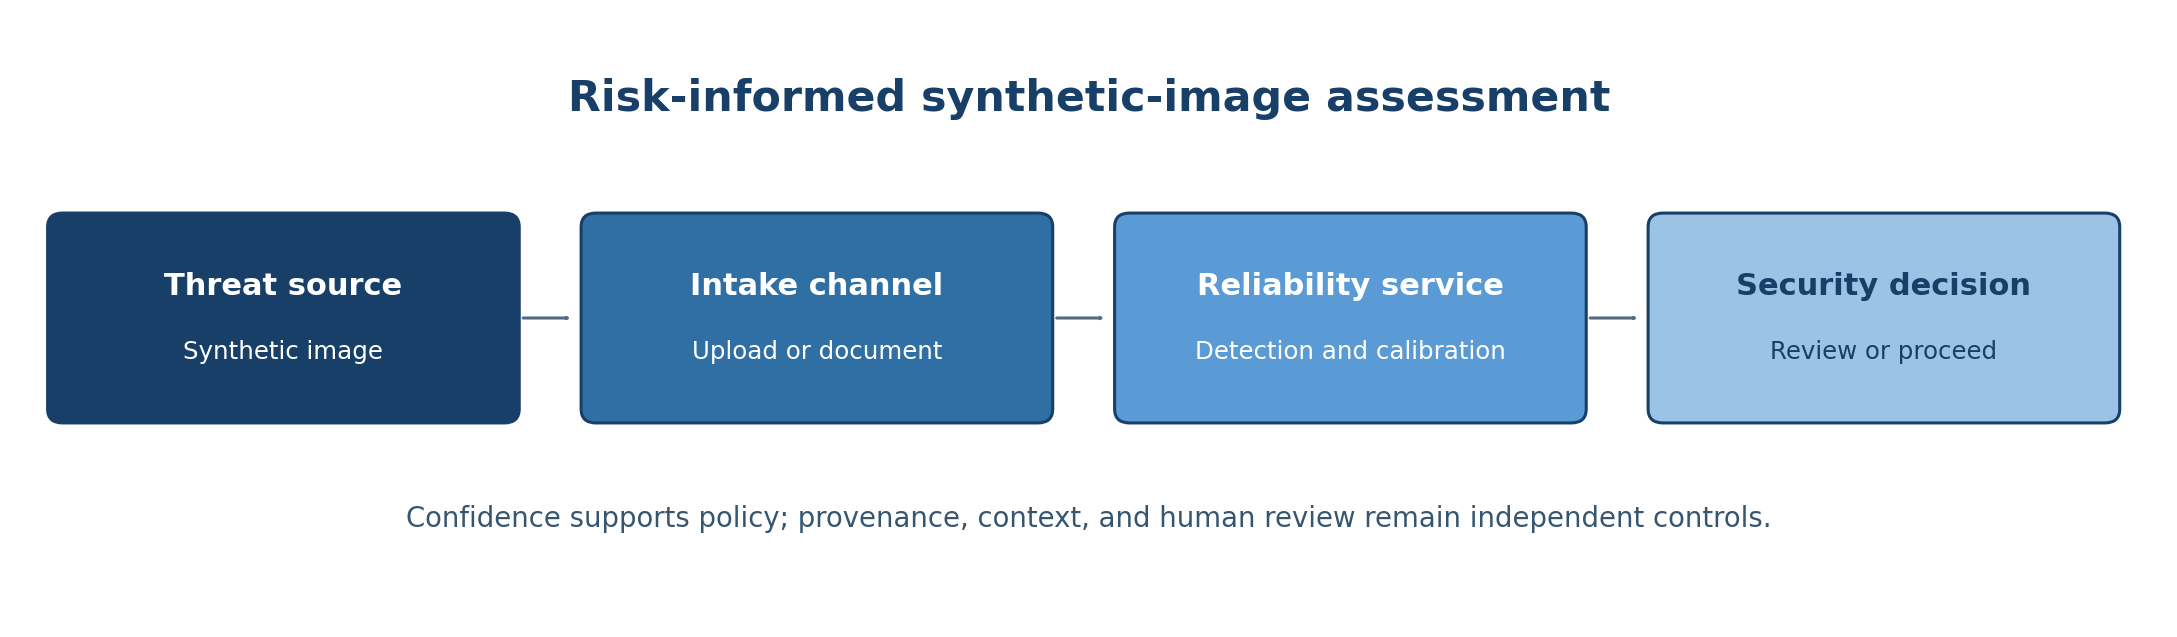 Risk-informed synthetic-image assessment
Threat source
Synthetic image
Intake channel
Upload or document
Reliability service
Detection and calibration
Security decision
Review or proceed
Confidence supports policy; provenance, context, and human review remain independent controls.